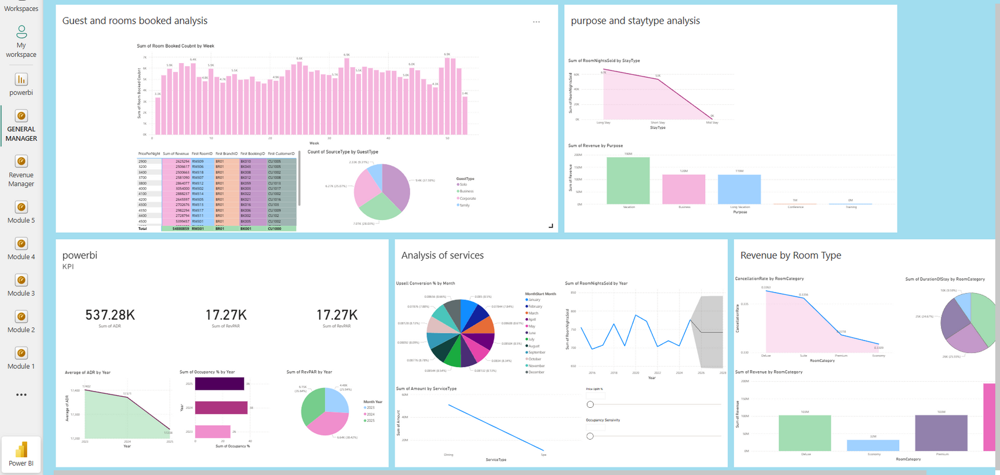 Workspaces
My
workspace
powerbi
GENERAL
MANAGER
Revenue
Manager
Module 5
Module 4
Module 3
Module 2
Module 1
Power BI
Guest and rooms booked analysis
Sum of Room Booked Coubnt by Week
Sum of Room Booked Coubnt
7K
6K
5K
4K
3K
2K
1K
0K
3.3K
5.9K
6.4K
4.8K
5.9K
4.7K
5.5K
4.9K
6.6K
5.1K
6.9K
5.5K
5.0K
6.0K
4.3K
6.9K
3.4K
0 10 20 30 40 50
Week
PricePerNight Sum of Revenue First RoomID First BranchID First BookingID First CustomerID
2900 2625294 RM309 BR01 BK010 CU1005
3200 2506617 RM306 BR01 BK043 CU1005
3400 2500663 RM318 BR01 BK008 CU1002
3700 2581090 RM307 BR01 BK012 CU1008
3800 2864077 RM312 BR01 BK059 CU1013
4000 3054000 RM302 BR01 BK003 CU1017
4100 2888237 RM314 BR01 BK022 CU1002
4200 2645597 RM305 BR01 BK021 CU1016
4300 2702676 RM313 BR01 BK016 CU103
4350 2982294 RM317 BR01 BK006 CU1009
4400 2728794 RM311 BR01 BK002 CU102
4500 5399457 RM301 BR01 BK005 CU1002
Total 54880859 RM301 BR01 BK001 CU1000
Count of SourceType by GuestType
2.33K (9.31%)
9.4K (37.59%)
6.27K (25.07%)
7.01K (28.03%)
GuestType
Solo
Business
Corporate
family
purpose and staytype analysis
Sum of RoomNightsSold by StayType
Sum of RoomNightsSold
60K
40K
20K
0K
67K
53K
0K
Long Stay Short Stay Mid Stay
StayType
Sum of Revenue by Purpose
Sum of Revenue
200M
150M
100M
50M
0M
190M
120M
119M
1M
0M
Vacation Business Long Vacation Conference Training
Purpose
powerbi
KPI
537.28K
Sum of ADR
17.27K
Sum of RevPAR
17.27K
Sum of RevPAR
Average of ADR by Year
Average of ADR
17,400
17,300
17,200
17402
17371
17238
2023 2024 2025
Year
Sum of Occupancy % by Year
Year
2025
2024
2023
36
38
26
0 20 40
Sum of Occupancy %
Sum of RevPAR by Year
6.15K
(35.64%)
4.48K
(25.94%)
6.64K (38.42%)
Month Year
2023
2024
2025
Analysis of services
Upsell Conversion % by Month
0.08656 (8.66%)
0.085 (8.5%)
0.07876 (7.88%)
0.07844 (7.84%)
0.08128 (8.13%)
0.08608 (8.61%)
0.08092 (8.09%)
0.08504 (8.5%)
0.08776 (8.78%)
0.0834 (8.34%)
0.08544 (8.54%)
0.08132 (8.13%)
MonthStart Month
January
February
March
April
May
June
July
August
September
October
November
December
Sum of RoomNightsSold by Year
Sum of RoomNightsSold
850
800
750
700
650
2016 2018 2020 2022 2024 2026 2028
Year
Sum of Amount by ServiceType
Sum of Amount
60M
40M
20M
Dining Spa
ServiceType
Price Uplift %
Occupancy Sensivity
Revenue by Room Type
CancellationRate by RoomCategory
CancellationRate
0.335
0.330
0.3363
0.3356
0.3318
0.3309
Deluxe Suite Premium Economy
RoomCategory
Sum of DurationOfStay by RoomCategory
10K (9.59%)
25K (24.67%)
26K (25.55%)
Sum of Revenue by RoomCategory
Sum of Revenue
200M
150M
100M
50M
0M
103M
32M
103M
Deluxe Economy Premium
RoomCategory